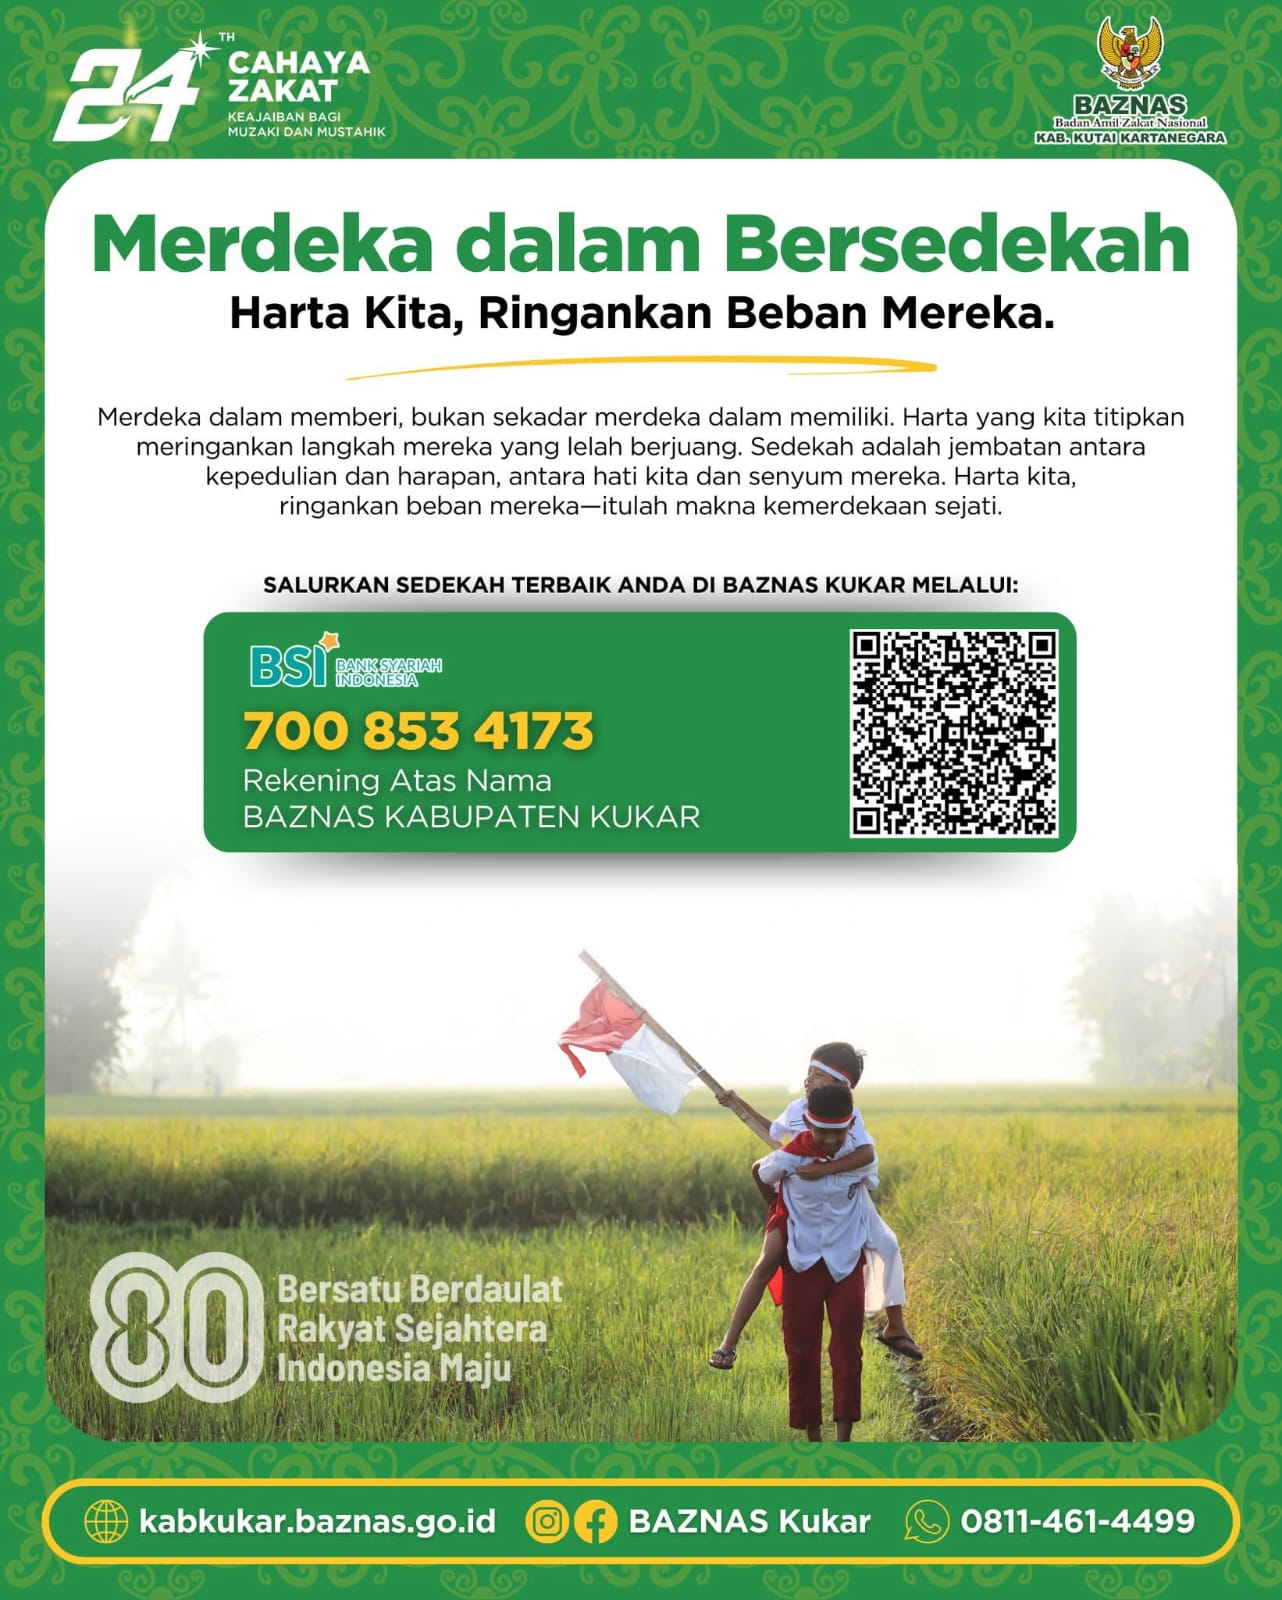 24 TH
CAHAYA
ZAKAT
KEAJAIBAN BAGI
MUZAKI DAN MUSTAHIK
BAZNAS
Badan Amil Zakat Nasional
KAB. KUTAI KARTANEGARA
Merdeka dalam Bersedekah
Harta Kita, Ringankan Beban Mereka.
Merdeka dalam memberi, bukan sekadar merdeka dalam memiliki. Harta yang kita titipkan
meringankan langkah mereka yang lelah berjuang. Sedekah adalah jembatan antara
kepedulian dan harapan, antara hati kita dan senyum mereka. Harta kita,
ringankan beban mereka—itulah makna kemerdekaan sejati.
SALURKAN SEDEKAH TERBAIK ANDA DI BAZNAS KUKAR MELALUI:
BSI BANK SYARIAH
INDONESIA
700 853 4173
Rekening Atas Nama
BAZNAS KABUPATEN KUKAR
80
Bersatu Berdaulat
Rakyat Sejahtera
Indonesia Maju
kabkukar.baznas.go.id BAZNAS Kukar 0811-461-4499